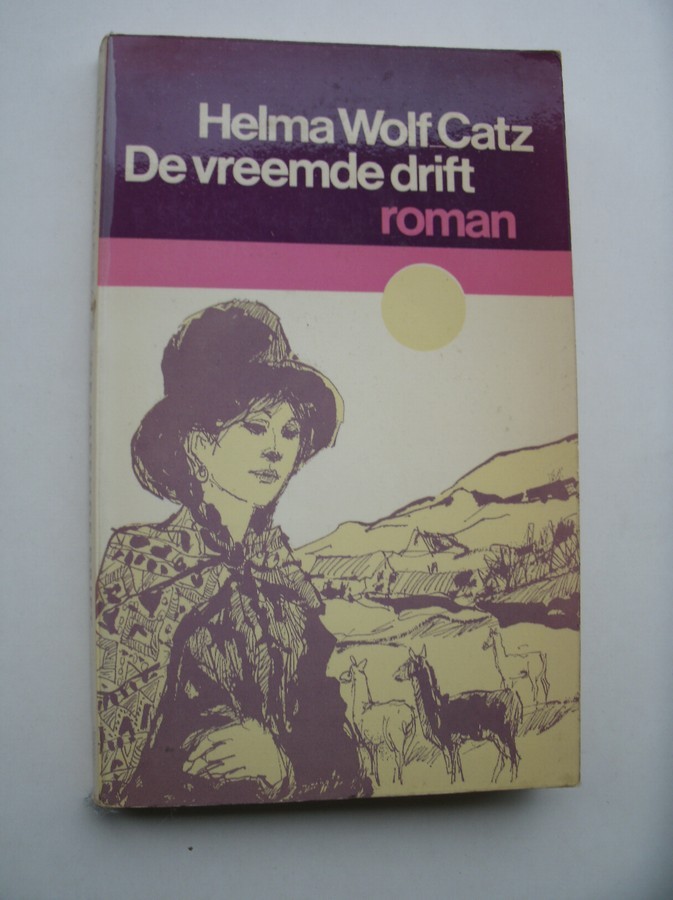 Helma Wolf-Catz
De vreemde drift
roman